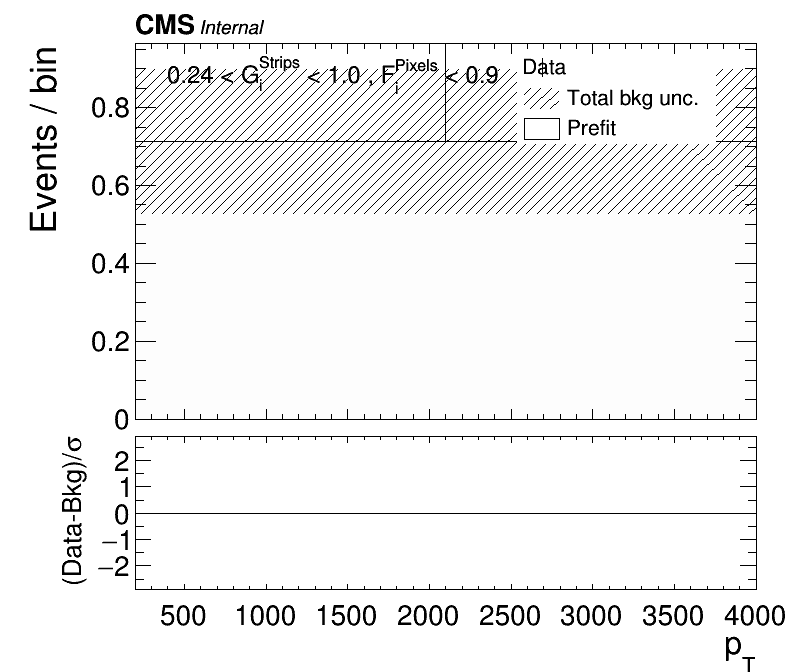 CMS Internal
Events / bin
0.24 < G_i^Strips < 1.0 , F_i^Pixels < 0.9
Data
Total bkg unc.
Prefit
0.8
0.6
0.4
0.2
0
(Data-Bkg)/σ
2
1
0
−1
−2
500 1000 1500 2000 2500 3000 3500 4000
p_T